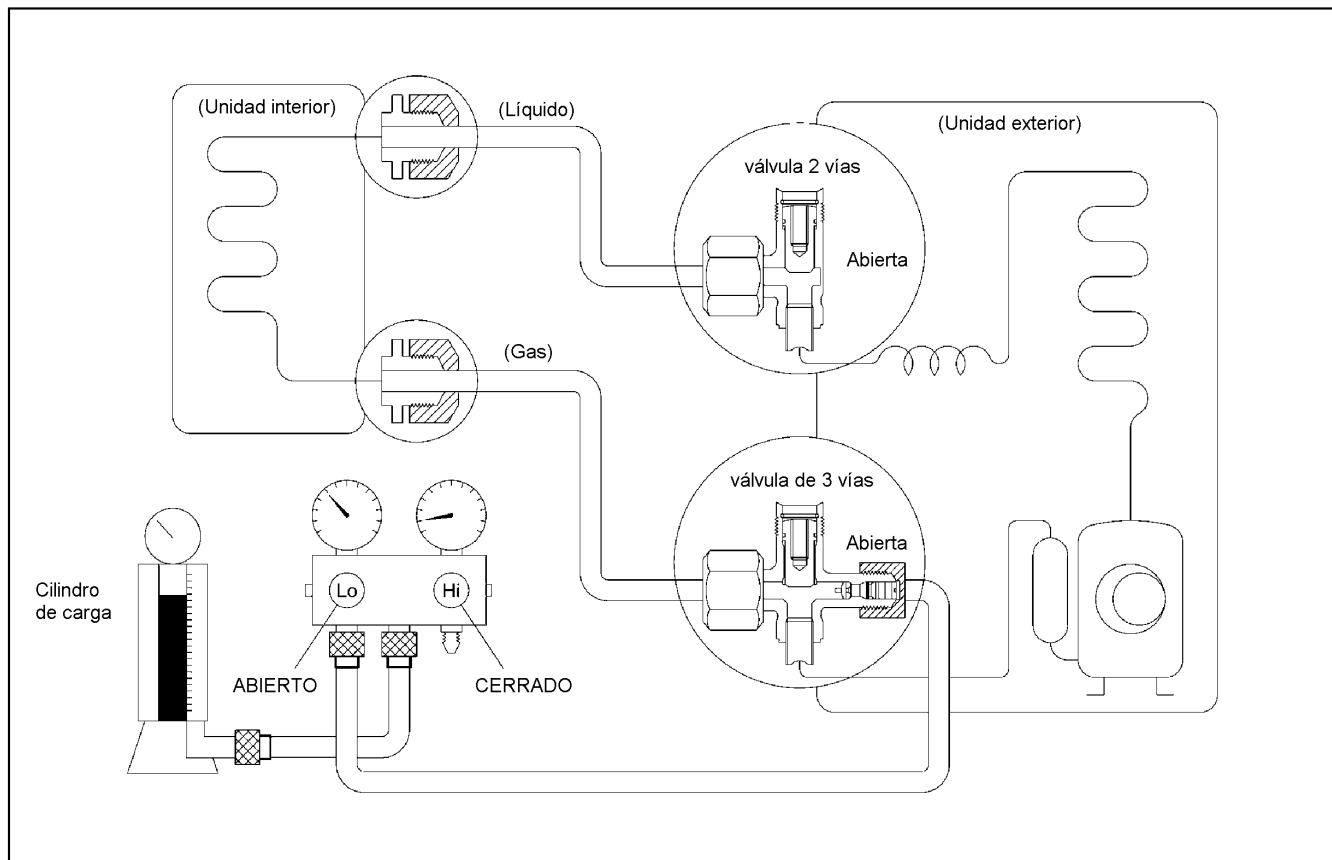 (Unidad interior)
(Líquido)
(Unidad exterior)
válvula 2 vías
Abierta
(Gas)
válvula de 3 vías
Abierta
Cilindro
de carga
Lo
Hi
ABIERTO
CERRADO